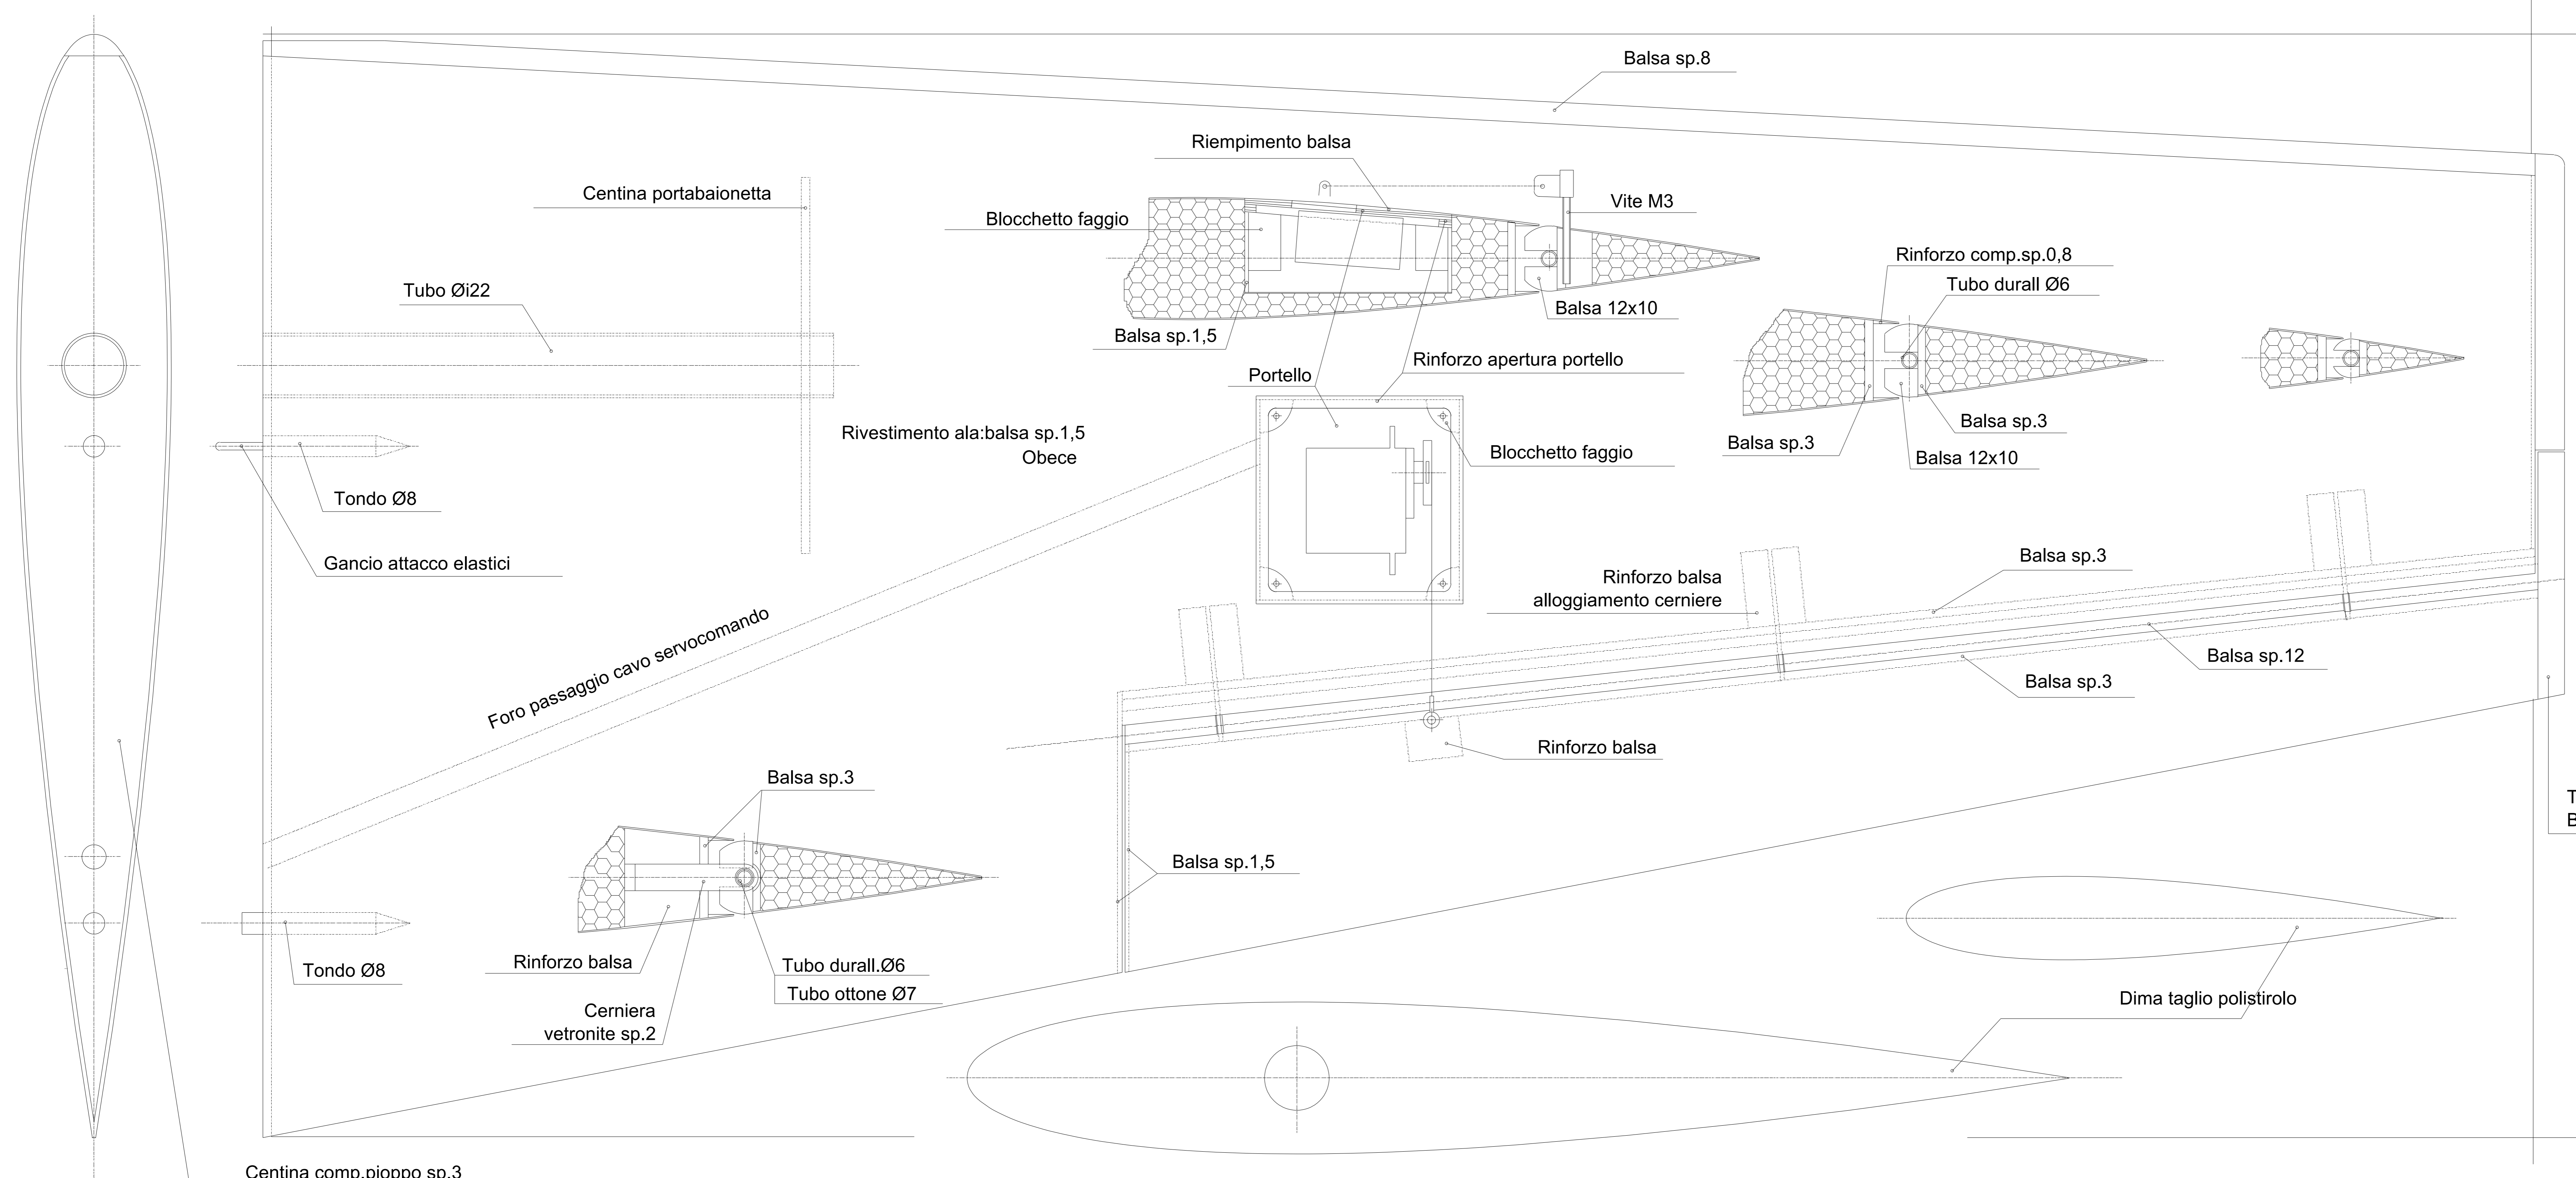 Balsa sp.8
Riempimento balsa
Centina portabaionetta
Blocchetto faggio
Vite M3
Rinforzo comp.sp.0,8
Tubo durall Ø6
Tubo Øi22
Balsa 12x10
Balsa sp.1,5
Rinforzo apertura portello
Portello
Balsa sp.3
Rivestimento ala:balsa sp.1,5
Obece
Balsa sp.3
Blocchetto faggio
Balsa 12x10
Tondo Ø8
Gancio attacco elastici
Balsa sp.3
Rinforzo balsa
alloggiamento cerniere
Foro passaggio cavo servocomando
Balsa sp.12
Balsa sp.3
Rinforzo balsa
Balsa sp.3
T
B
Balsa sp.1,5
Rinforzo balsa
Tubo durall.Ø6
Tubo ottone Ø7
Tondo Ø8
Cerniera
vetronite sp.2
Dima taglio polistirolo
Centina comp.pioppo sp.3